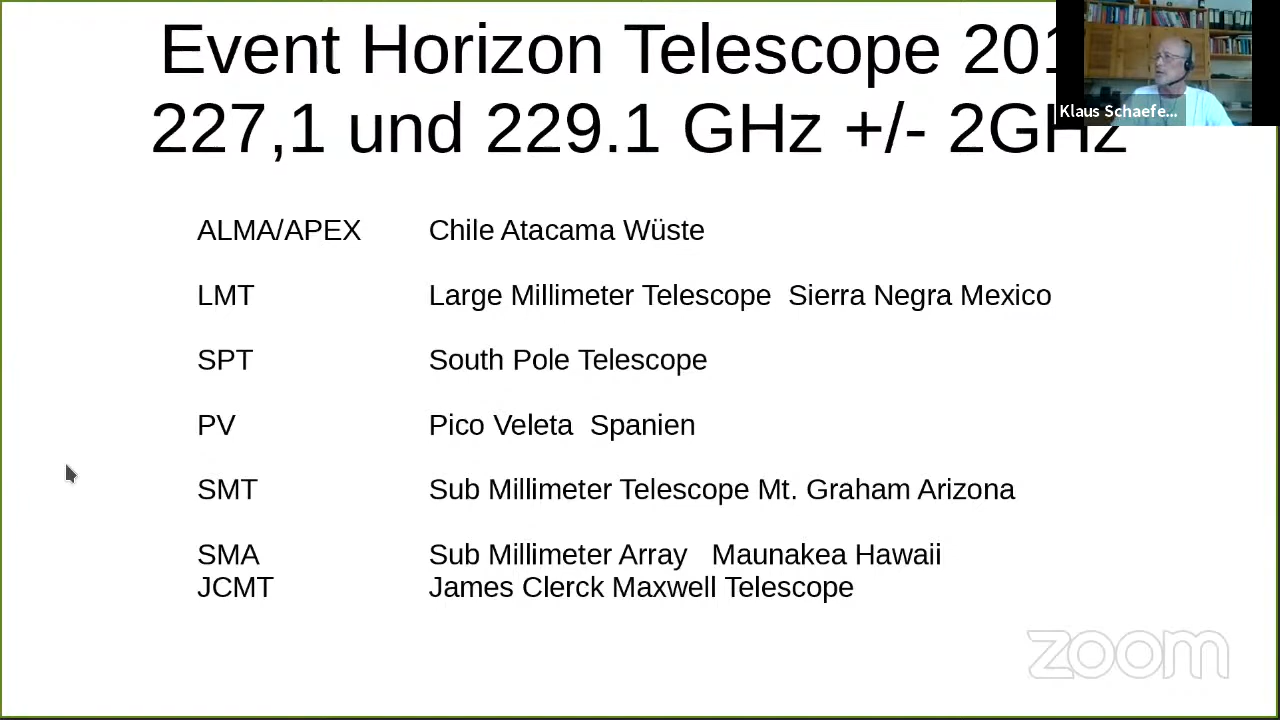 Event Horizon Telescope 201
227,1 und 229.1 GHz +/- 2GHz
Klaus Schaefe...
ALMA/APEX Chile Atacama Wüste
LMT Large Millimeter Telescope Sierra Negra Mexico
SPT South Pole Telescope
PV Pico Veleta Spanien
SMT Sub Millimeter Telescope Mt. Graham Arizona
SMA Sub Millimeter Array Maunakea Hawaii
JCMT James Clerck Maxwell Telescope
zoom